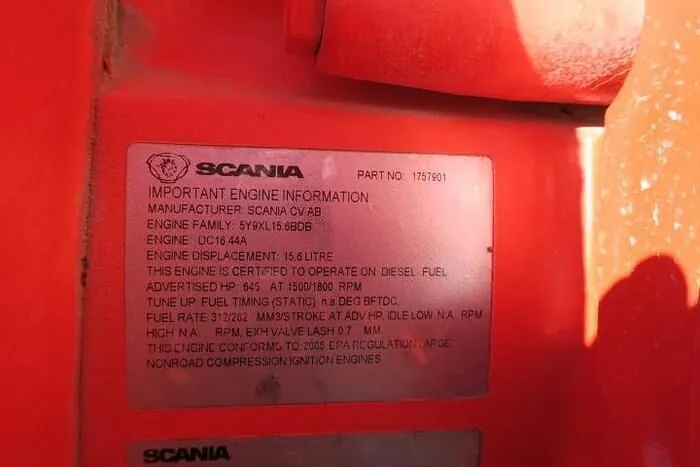 SCANIA PART NO: 1757901
IMPORTANT ENGINE INFORMATION
MANUFACTURER: SCANIA CV AB
ENGINE FAMILY: 5Y9XL15.6BDB
ENGINE: DC16 44A
ENGINE DISPLACEMENT: 15.6 LITRE
THIS ENGINE IS CERTIFIED TO OPERATE ON DIESEL FUEL
ADVERTISED HP: 645 AT 1500/1800 RPM
TUNE UP: FUEL TIMING (STATIC) n.a DEG BFTDC,
FUEL RATE 312/262 MM3/STROKE AT ADV HP, IDLE LOW N.A. RPM
HIGH N.A. RPM, EXH VALVE LASH 0.7 MM
THIS ENGINE CONFORMS TO 2005 EPA REGULATION LARGE
NONROAD COMPRESSION IGNITION ENGINES
SCANIA